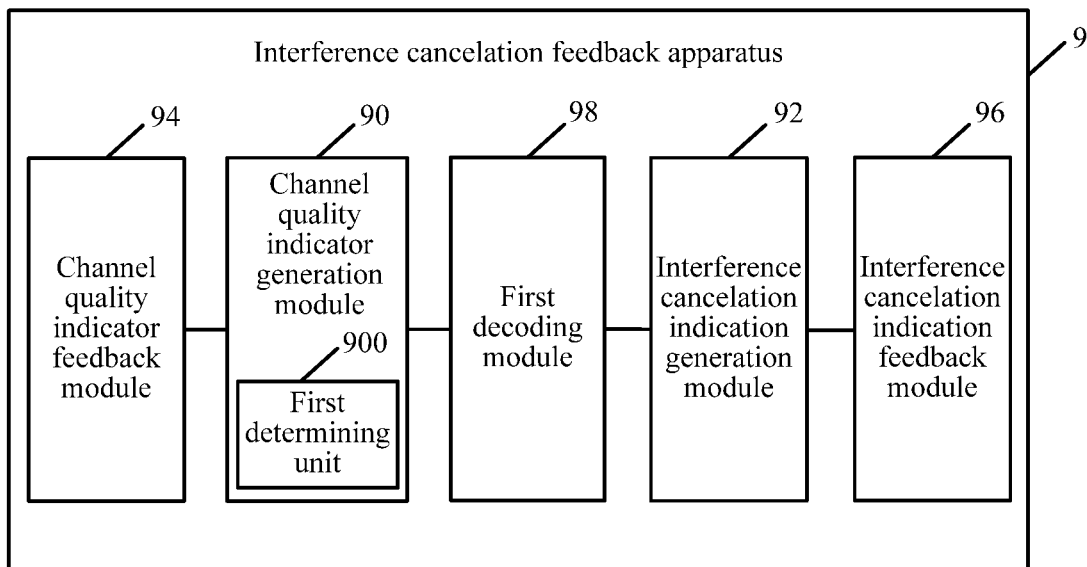 Interference cancelation feedback apparatus
9
94
90
98
92
96
Channel
quality
indicator
feedback
module
Channel
quality
indicator
generation
module
900
First
determining
unit
First
decoding
module
Interference
cancelation
indication
generation
module
Interference
cancelation
indication
feedback
module